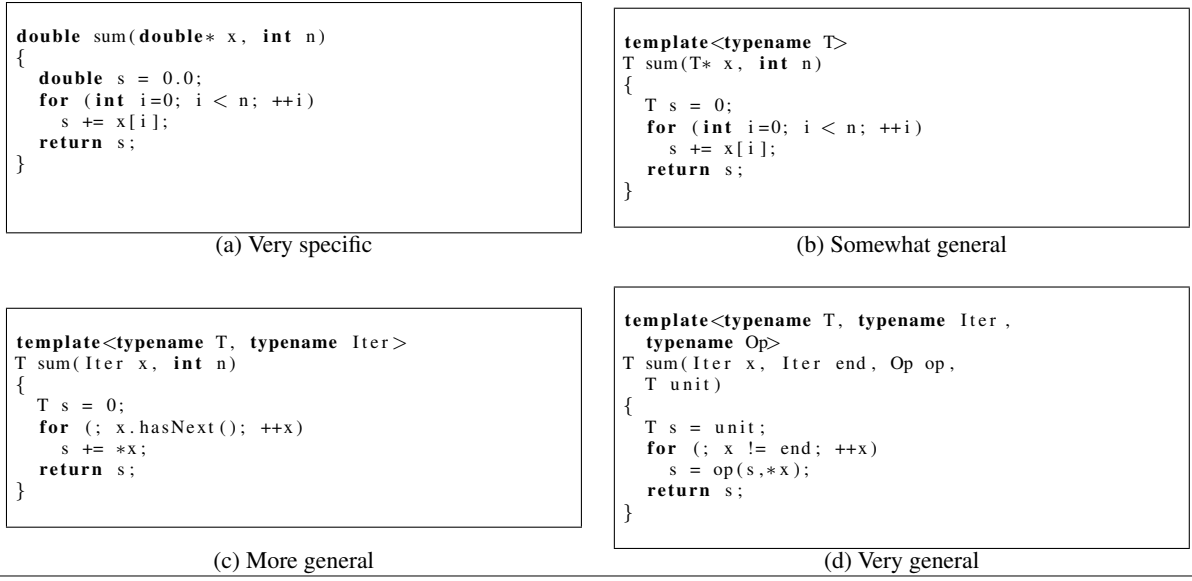 double sum(double* x, int n)
{
  double s = 0.0;
  for (int i=0; i < n; ++i)
    s += x[i];
  return s;
}
(a) Very specific
template<typename T>
T sum(T* x, int n)
{
  T s = 0;
  for (int i=0; i < n; ++i)
    s += x[i];
  return s;
}
(b) Somewhat general
template<typename T, typename Iter>
T sum(Iter x, int n)
{
  T s = 0;
  for (; x.hasNext(); ++x)
    s += *x;
  return s;
}
(c) More general
template<typename T, typename Iter,
  typename Op>
T sum(Iter x, Iter end, Op op,
  T unit)
{
  T s = unit;
  for (; x != end; ++x)
    s = op(s,*x);
  return s;
}
(d) Very general